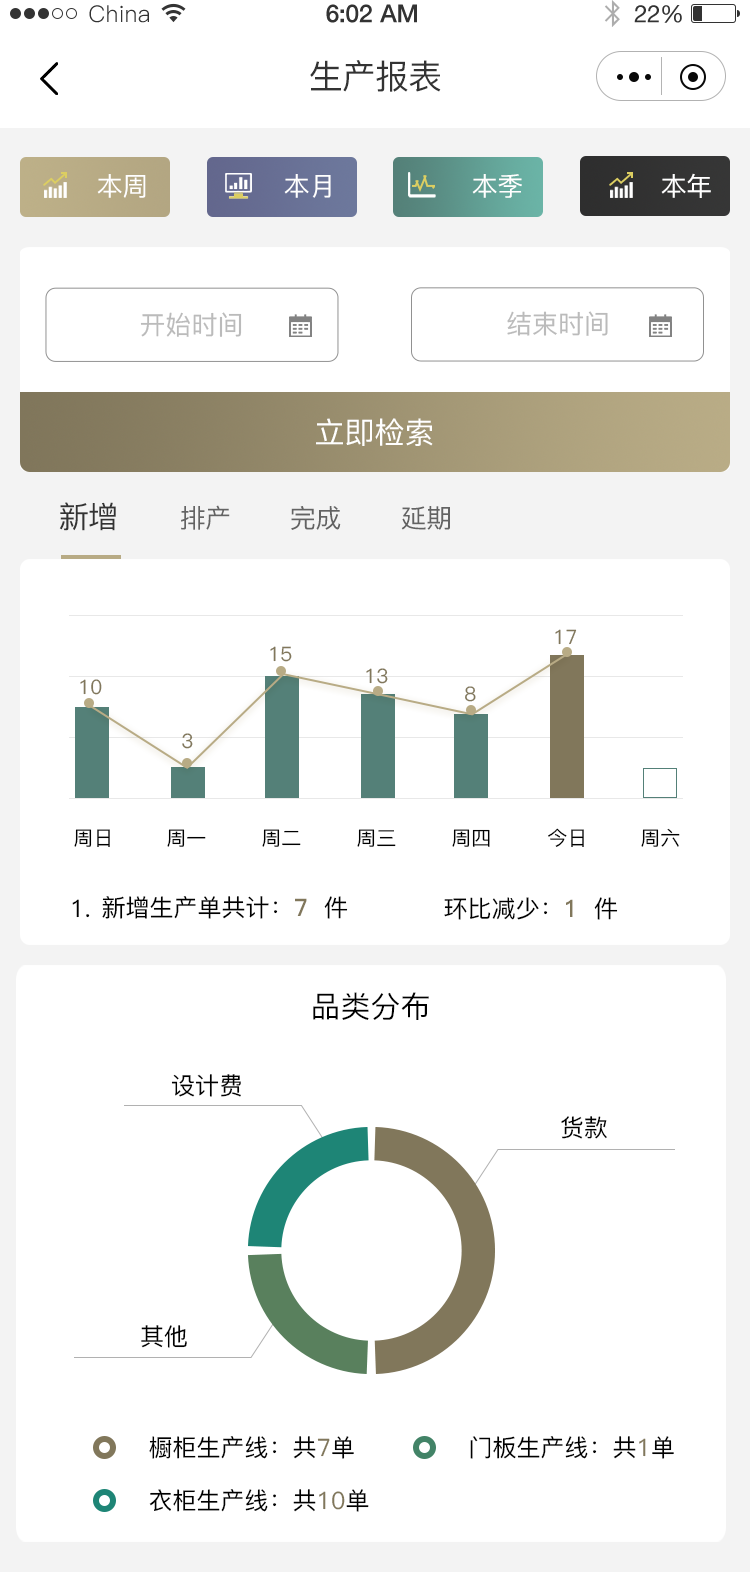 China 6:02 AM 22%
生产报表
本周 本月 本季 本年
开始时间 结束时间
立即检索
新增 排产 完成 延期
10 3 15 13 8 17
周日 周一 周二 周三 周四 今日 周六
1. 新增生产单共计：7 件 环比减少：1 件
品类分布
设计费
货款
其他
橱柜生产线：共7单 门板生产线：共1单
衣柜生产线：共10单